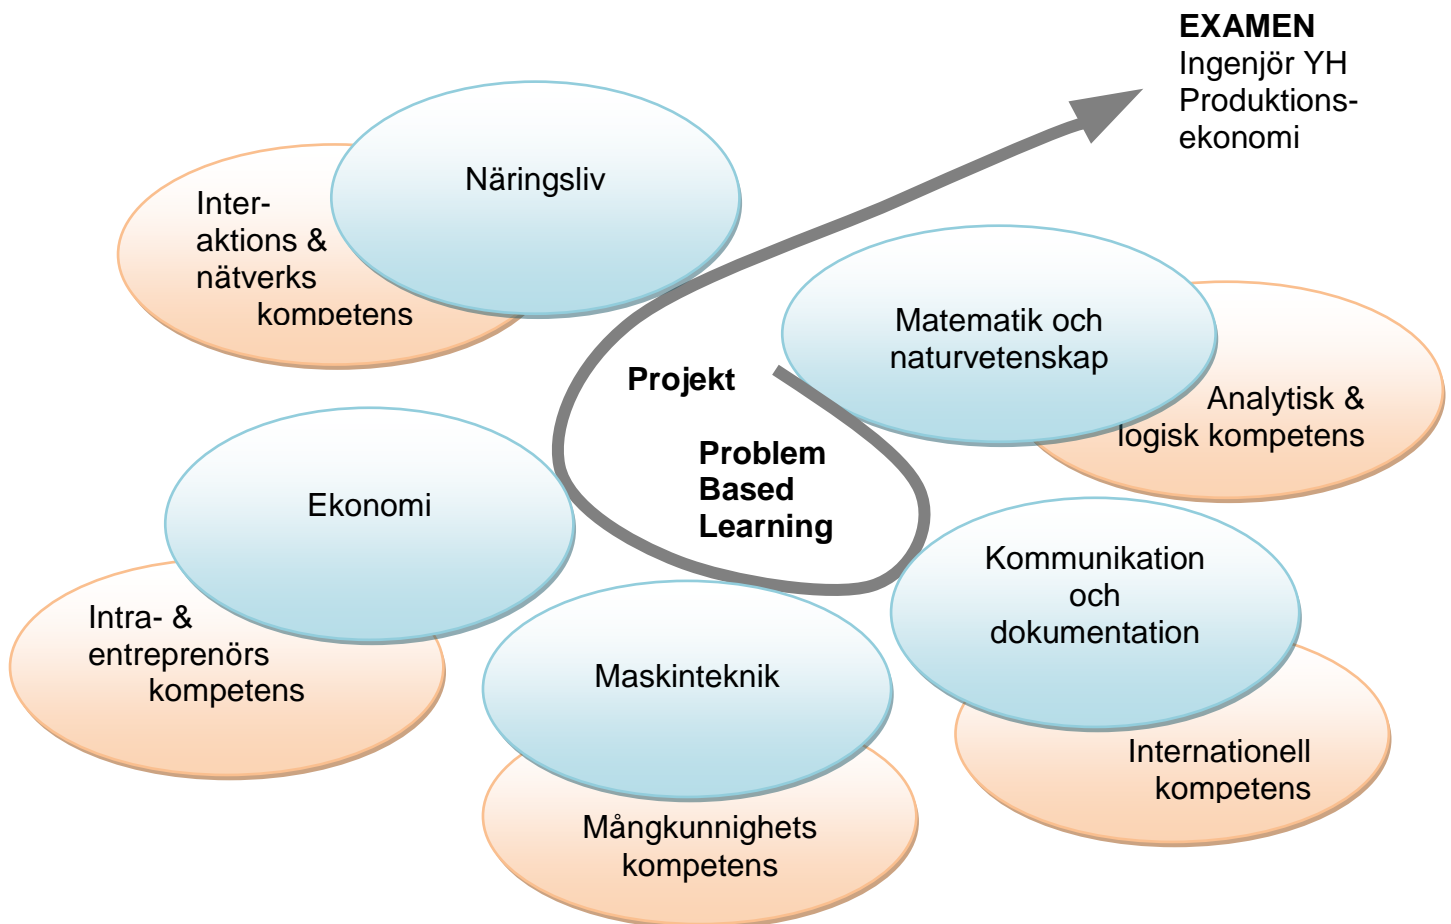 EXAMEN
Ingenjör YH
Produktions-
ekonomi
Näringsliv
Inter-
aktions &
nätverks
kompetens
Matematik och
naturvetenskap
Analytisk &
logisk kompetens
Projekt
Problem
Based
Learning
Ekonomi
Intra- &
entreprenörs
kompetens
Kommunikation
och
dokumentation
Internationell
kompetens
Maskinteknik
Mångkunnighets
kompetens